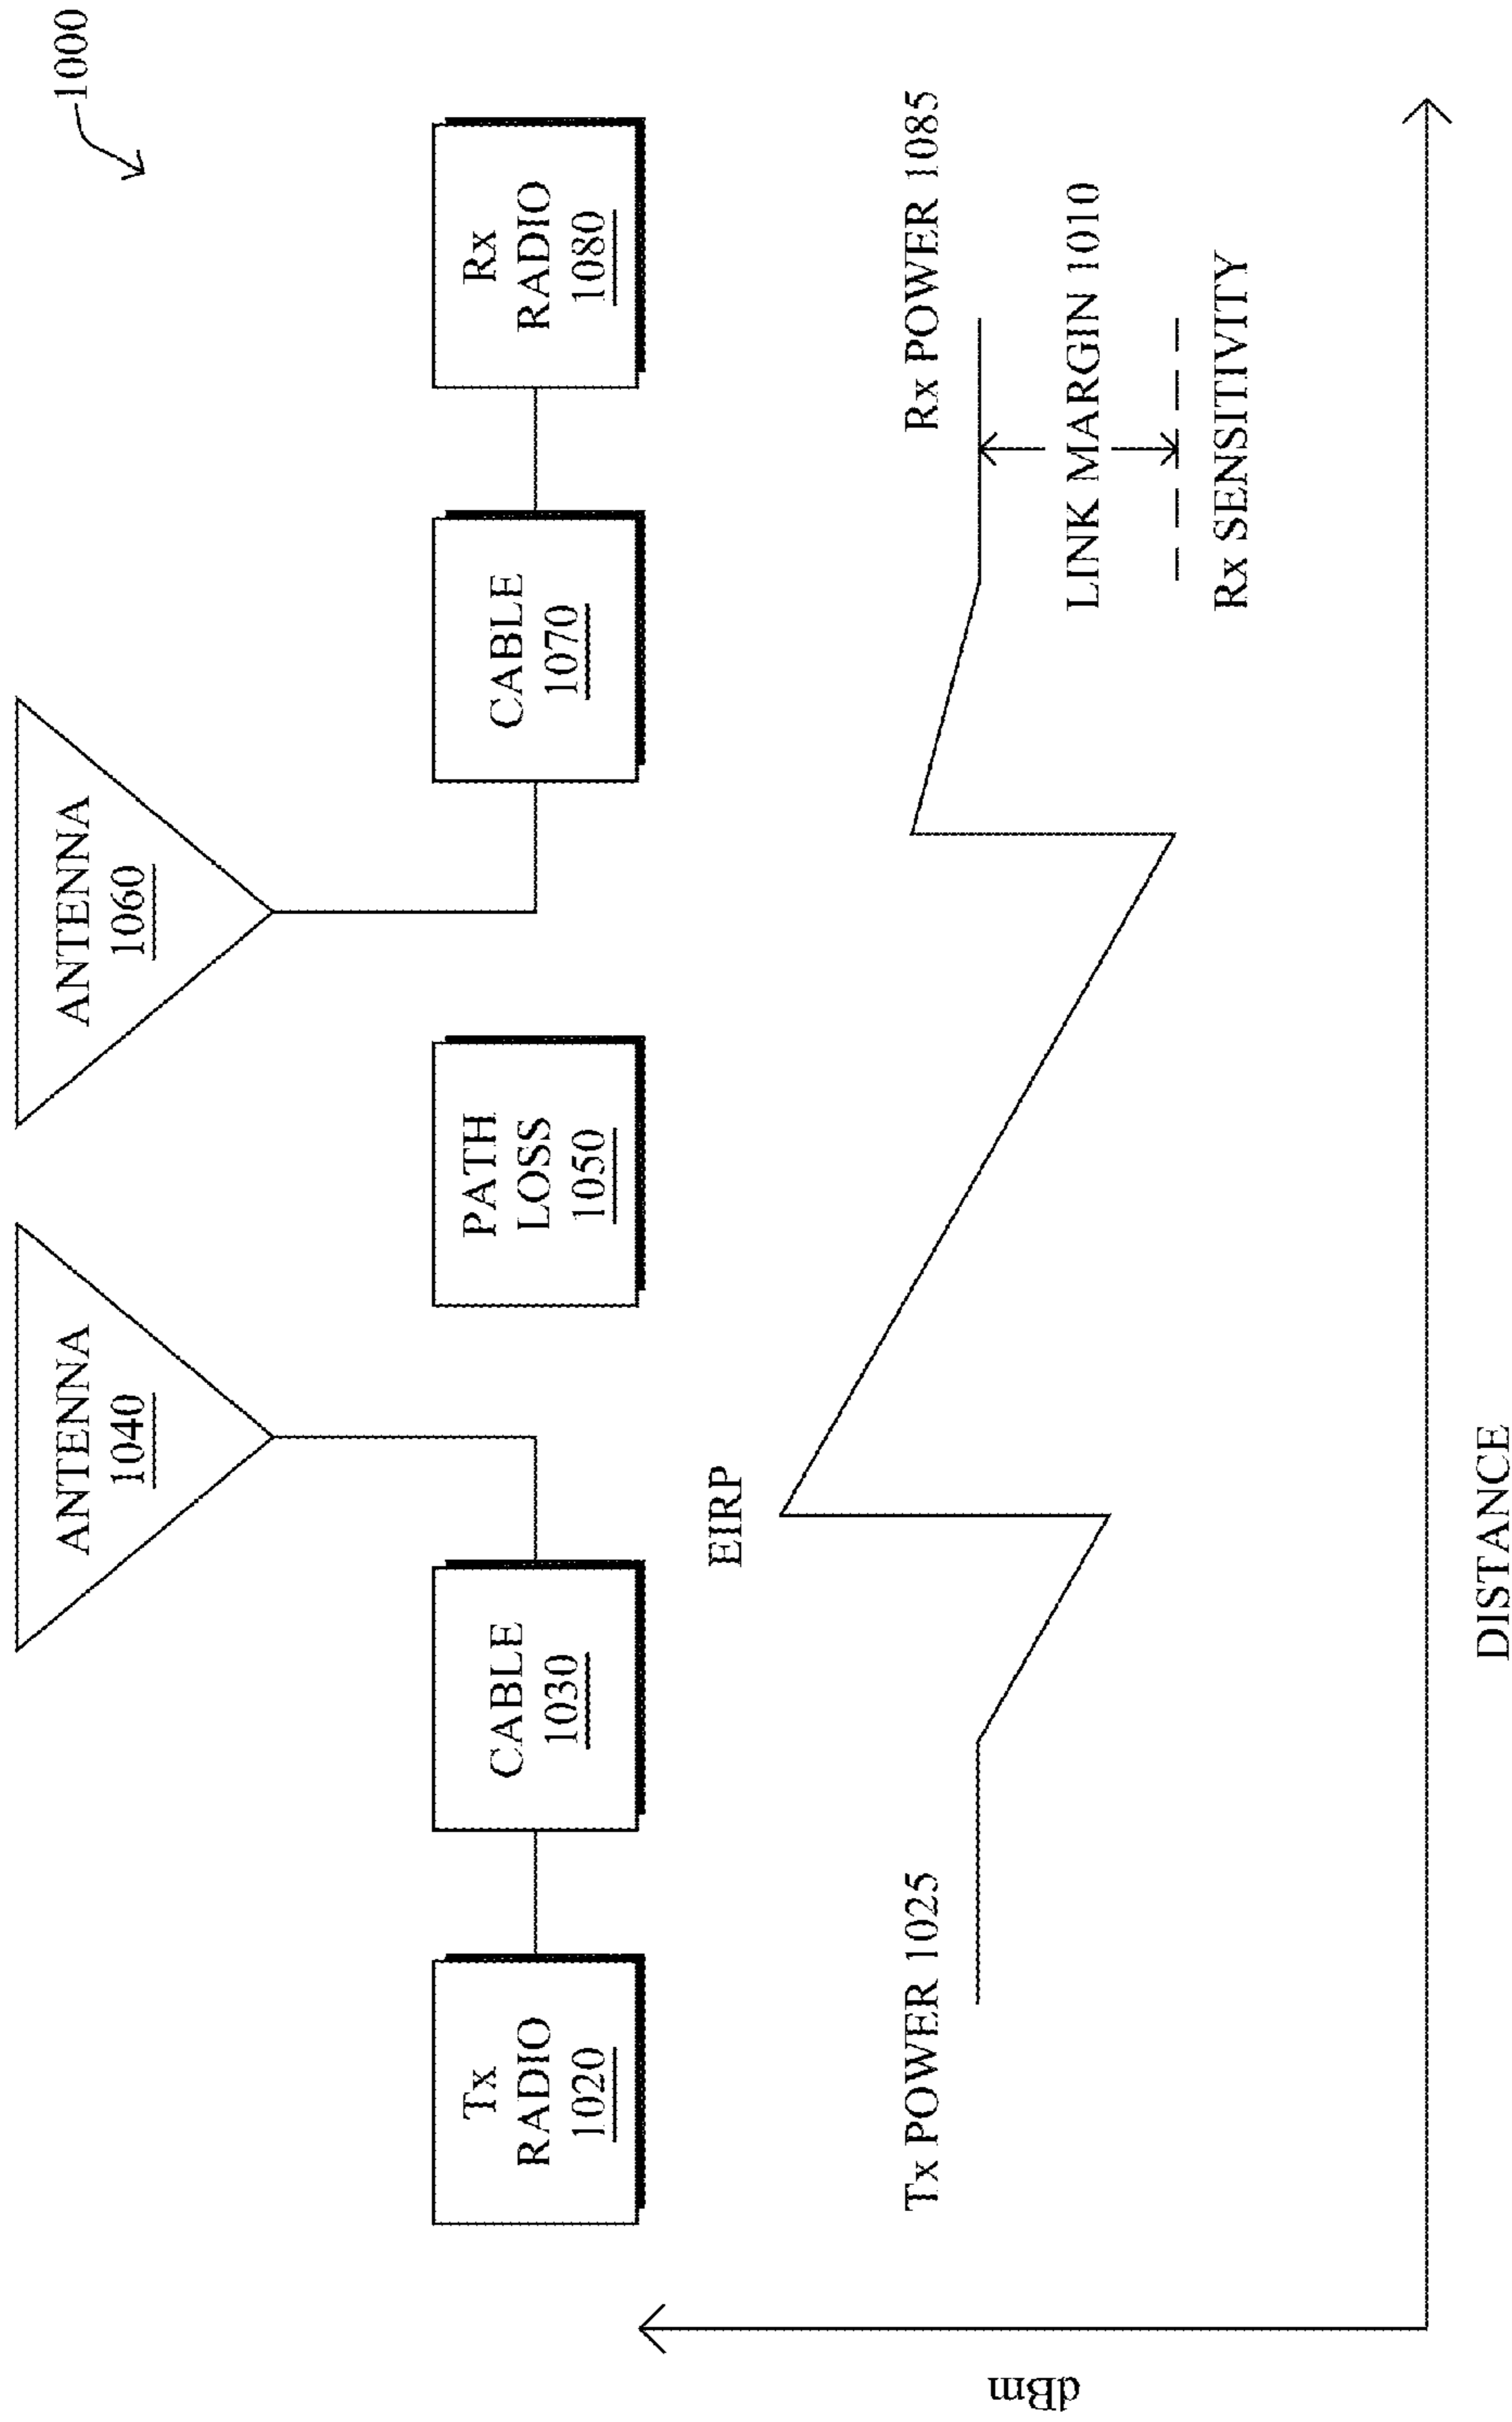 1000
ANTENNA
1040
ANTENNA
1060
Tx
RADIO
1020
CABLE
1030
PATH
LOSS
1050
CABLE
1070
Rx
RADIO
1080
EIRP
Tx POWER 1025
Rx POWER 1085
LINK MARGIN 1010
Rx SENSITIVITY
dBm
DISTANCE